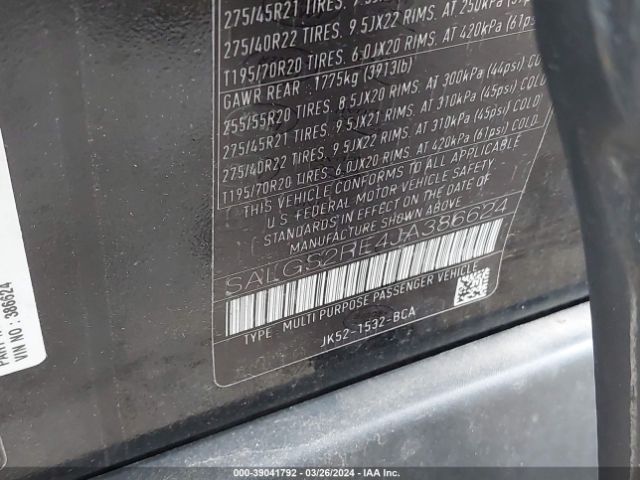 275/45R21 TIRES. 9.5JX21 RIMS. AT 250kPa
275/40R22 TIRES. 9.5JX22 RIMS. AT
T195/70R20 TIRES. 6.0JX20 RIMS. AT 420kPa (61psi
GAWR REAR : 1775kg (3913lb)
255/55R20 TIRES. 8.5JX20 RIMS. AT 300kPa (44psi) COLD
275/45R21 TIRES. 9.5JX21 RIMS. AT 310kPa (45psi) COLD
275/40R22 TIRES. 9.5JX22 RIMS. AT 310kPa (45psi) COLD.
T195/70R20 TIRES. 6.0JX20 RIMS. AT 420kPa (61psi) COLD.
THIS VEHICLE CONFORMS TO ALL APPLICABLE
U.S FEDERAL MOTOR VEHICLE SAFETY
STANDARDS IN EFFECT ON THE DATE OF
MANUFACTURE SHOWN ABOVE
SALGS2RE4JA386624
TYPE : MULTI PURPOSE PASSENGER VEHICLE
JK52-1532-BCA
VIN NO : 386624
000-39041792 — 03/26/2024 — IAA Inc.